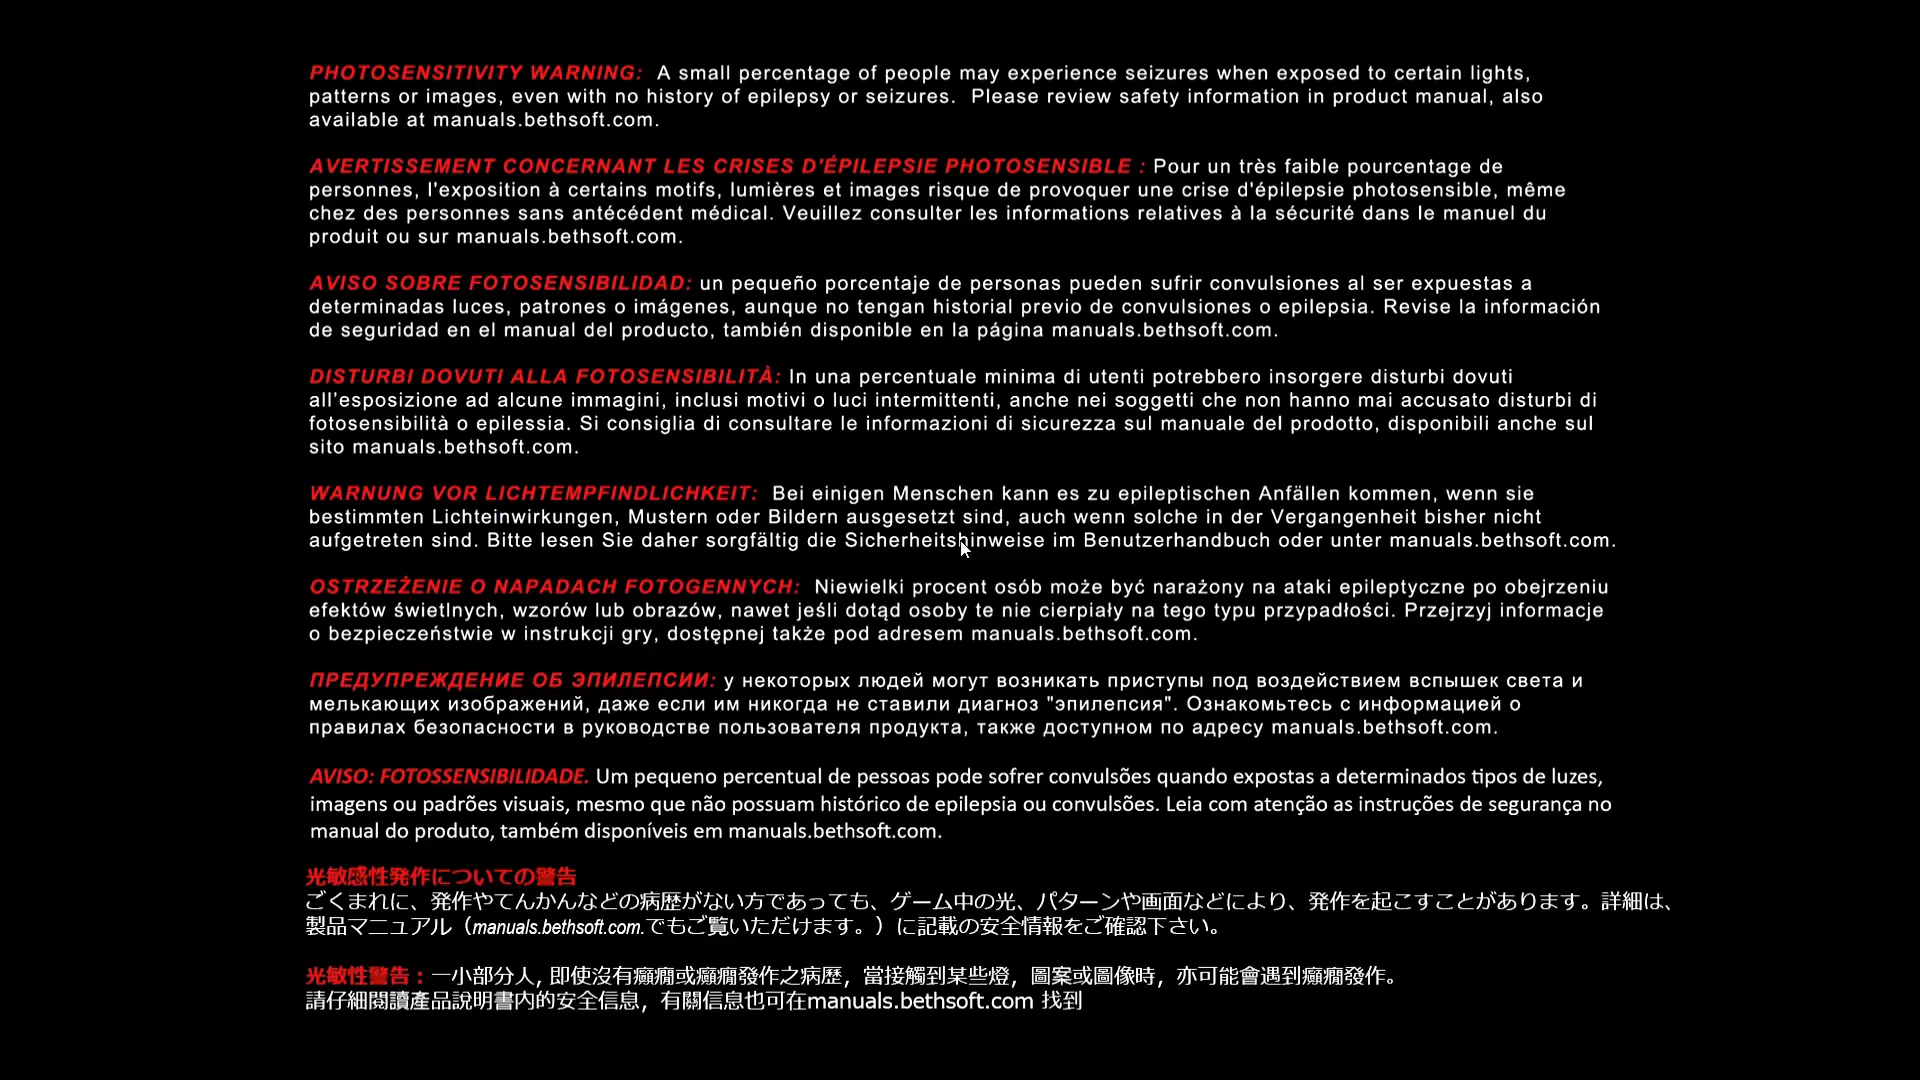 PHOTOSENSITIVITY WARNING: A small percentage of people may experience seizures when exposed to certain lights,
patterns or images, even with no history of epilepsy or seizures. Please review safety information in product manual, also
available at manuals.bethsoft.com.
AVERTISSEMENT CONCERNANT LES CRISES D'ÉPILEPSIE PHOTOSENSIBLE : Pour un très faible pourcentage de
personnes, l'exposition à certains motifs, lumières et images risque de provoquer une crise d'épilepsie photosensible, même
chez des personnes sans antécédent médical. Veuillez consulter les informations relatives à la sécurité dans le manuel du
produit ou sur manuals.bethsoft.com.
AVISO SOBRE FOTOSENSIBILIDAD: un pequeño porcentaje de personas pueden sufrir convulsiones al ser expuestas a
determinadas luces, patrones o imágenes, aunque no tengan historial previo de convulsiones o epilepsia. Revise la información
de seguridad en el manual del producto, también disponible en la página manuals.bethsoft.com.
DISTURBI DOVUTI ALLA FOTOSENSIBILITÀ: In una percentuale minima di utenti potrebbero insorgere disturbi dovuti
all’esposizione ad alcune immagini, inclusi motivi o luci intermittenti, anche nei soggetti che non hanno mai accusato disturbi di
fotosensibilità o epilessia. Si consiglia di consultare le informazioni di sicurezza sul manuale del prodotto, disponibili anche sul
sito manuals.bethsoft.com.
WARNUNG VOR LICHTEMPFINDLICHKEIT: Bei einigen Menschen kann es zu epileptischen Anfällen kommen, wenn sie
bestimmten Lichteinwirkungen, Mustern oder Bildern ausgesetzt sind, auch wenn solche in der Vergangenheit bisher nicht
aufgetreten sind. Bitte lesen Sie daher sorgfältig die Sicherheitshinweise im Benutzerhandbuch oder unter manuals.bethsoft.com.
OSTRZEŻENIE O NAPADACH FOTOGENNYCH: Niewielki procent osób może być narażony na ataki epileptyczne po obejrzeniu
efektów świetlnych, wzorów lub obrazów, nawet jeśli dotąd osoby te nie cierpiały na tego typu przypadłości. Przejrzyj informacje
o bezpieczeństwie w instrukcji gry, dostępnej także pod adresem manuals.bethsoft.com.
ПРЕДУПРЕЖДЕНИЕ ОБ ЭПИЛЕПСИИ: у некоторых людей могут возникать приступы под воздействием вспышек света и
мелькающих изображений, даже если им никогда не ставили диагноз "эпилепсия". Ознакомьтесь с информацией о
правилах безопасности в руководстве пользователя продукта, также доступном по адресу manuals.bethsoft.com.
AVISO: FOTOSSENSIBILIDADE. Um pequeno percentual de pessoas pode sofrer convulsões quando expostas a determinados tipos de luzes,
imagens ou padrões visuais, mesmo que não possuam histórico de epilepsia ou convulsões. Leia com atenção as instruções de segurança no
manual do produto, também disponíveis em manuals.bethsoft.com.
光敏感性発作についての警告
ごくまれに、発作やてんかんなどの病歴がない方であっても、ゲーム中の光、パターンや画面などにより、発作を起こすことがあります。詳細は、
製品マニュアル（manuals.bethsoft.com.でもご覧いただけます。）に記載の安全情報をご確認下さい。
光敏性警告：一小部分人, 即使沒有癲癇或癲癇發作之病歷，當接觸到某些燈，圖案或圖像時，亦可能會遇到癲癇發作。
請仔細閱讀產品說明書內的安全信息，有關信息也可在manuals.bethsoft.com 找到